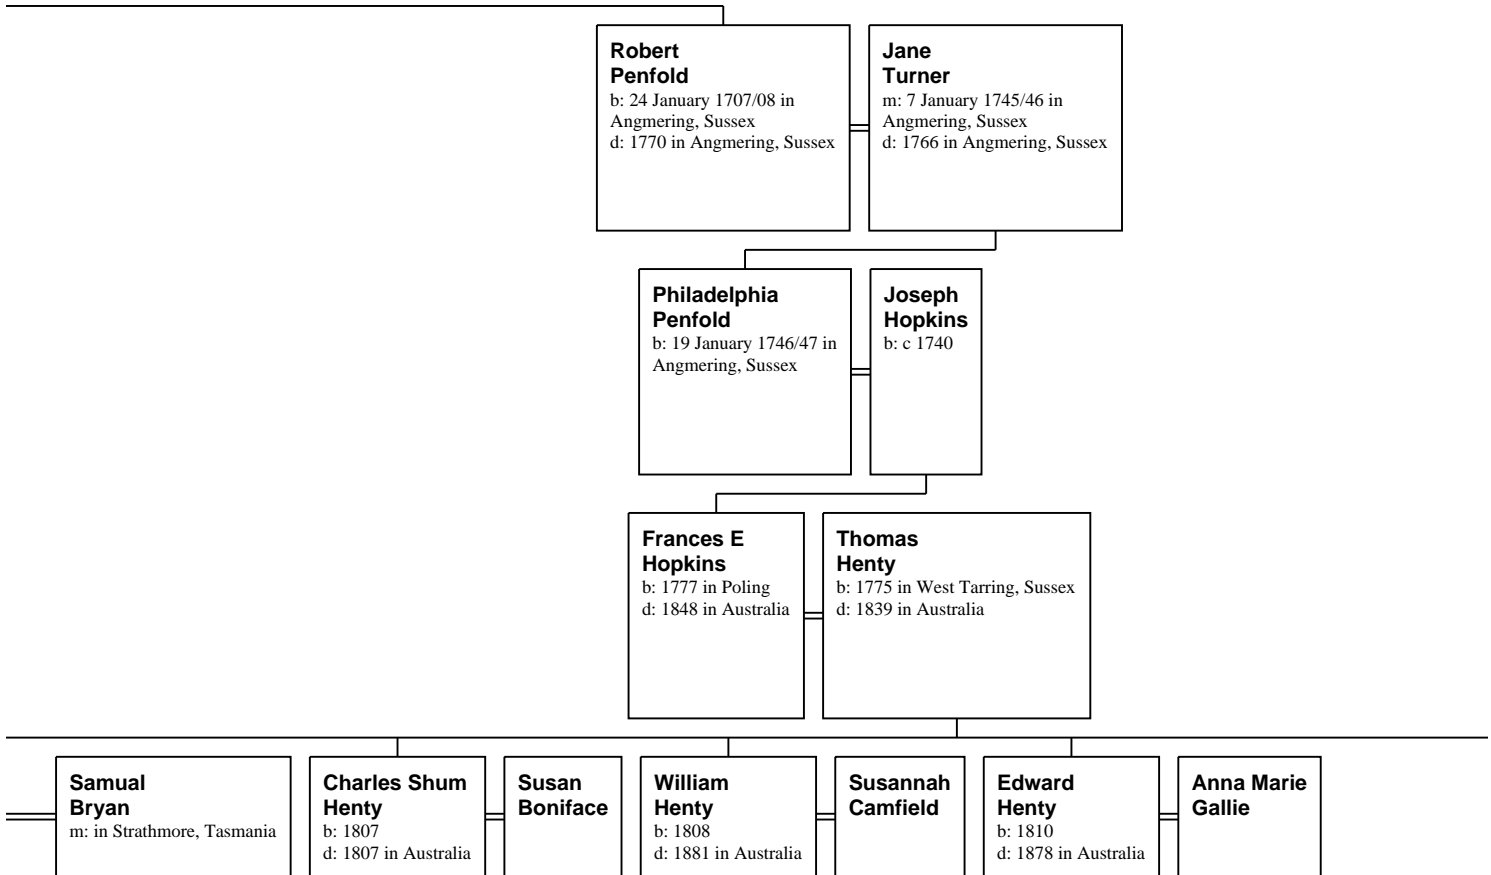 Robert
Penfold
b: 24 January 1707/08 in
Angmering, Sussex
d: 1770 in Angmering, Sussex
Jane
Turner
m: 7 January 1745/46 in
Angmering, Sussex
d: 1766 in Angmering, Sussex
Philadelphia
Penfold
b: 19 January 1746/47 in
Angmering, Sussex
Joseph
Hopkins
b: c 1740
Frances E
Hopkins
b: 1777 in Poling
d: 1848 in Australia
Thomas
Henty
b: 1775 in West Tarring, Sussex
d: 1839 in Australia
Samual
Bryan
m: in Strathmore, Tasmania
Charles Shum
Henty
b: 1807
d: 1807 in Australia
Susan
Boniface
William
Henty
b: 1808
d: 1881 in Australia
Susannah
Camfield
Edward
Henty
b: 1810
d: 1878 in Australia
Anna Marie
Gallie